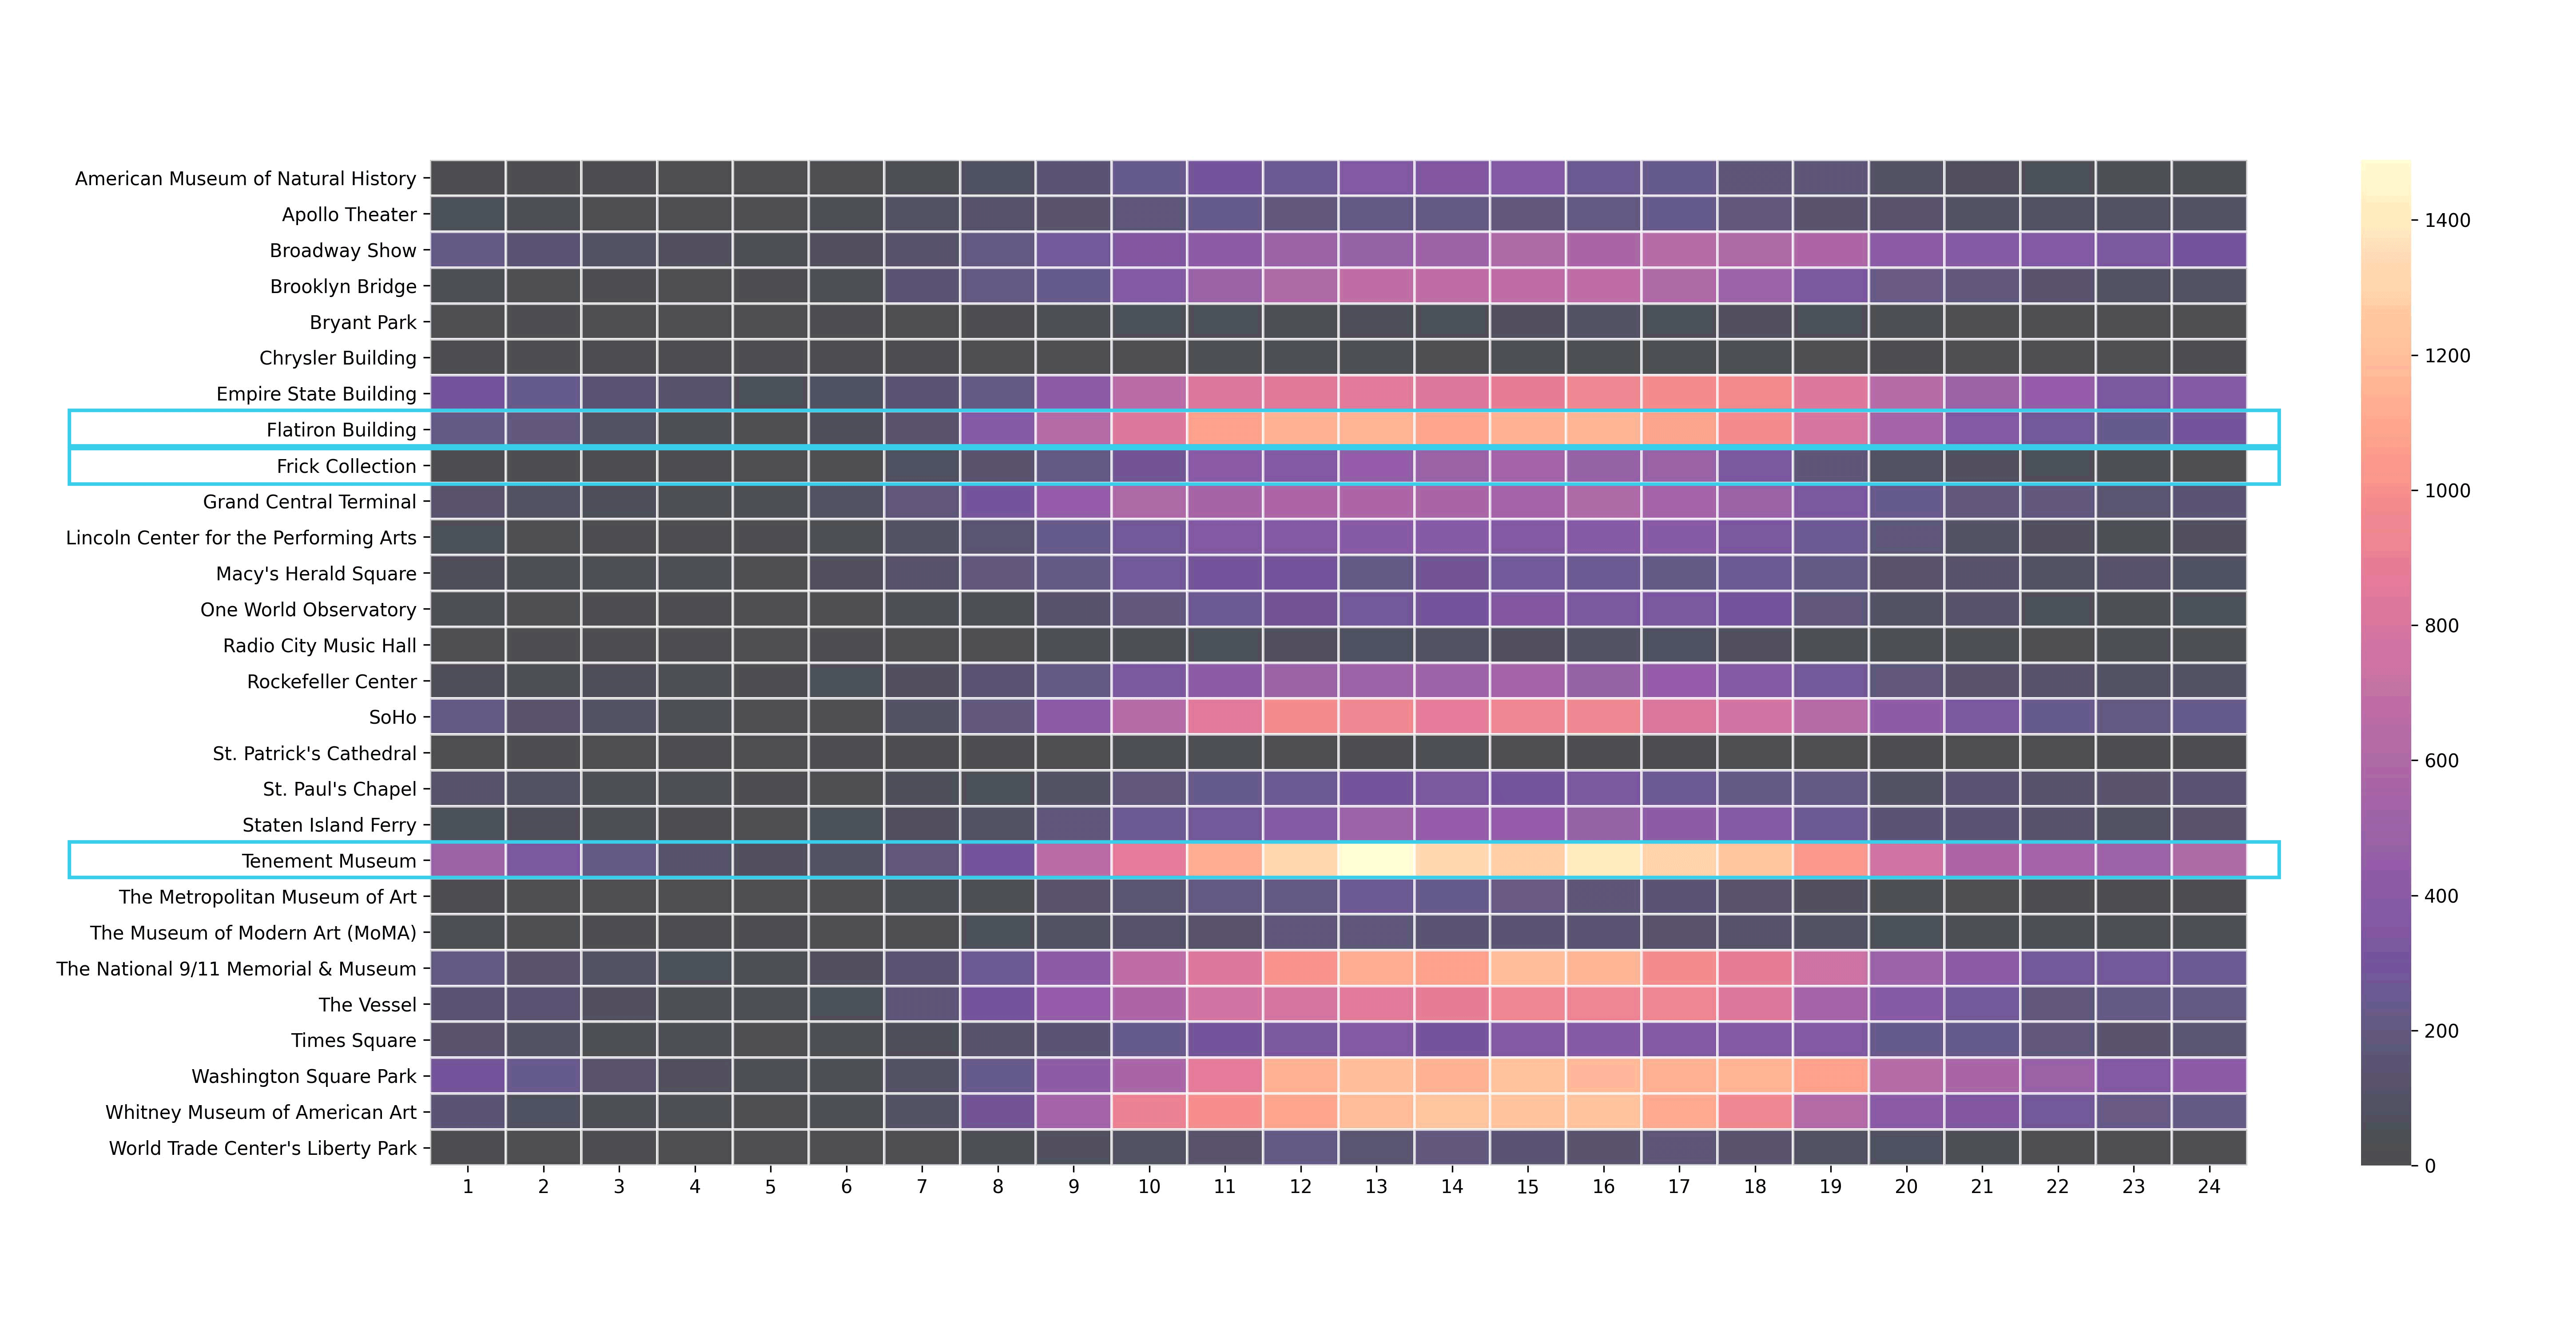 American Museum of Natural History
Apollo Theater
Broadway Show
Brooklyn Bridge
Bryant Park
Chrysler Building
Empire State Building
Flatiron Building
Frick Collection
Grand Central Terminal
Lincoln Center for the Performing Arts
Macy's Herald Square
One World Observatory
Radio City Music Hall
Rockefeller Center
SoHo
St. Patrick's Cathedral
St. Paul's Chapel
Staten Island Ferry
Tenement Museum
The Metropolitan Museum of Art
The Museum of Modern Art (MoMA)
The National 9/11 Memorial & Museum
The Vessel
Times Square
Washington Square Park
Whitney Museum of American Art
World Trade Center's Liberty Park
1 2 3 4 5 6 7 8 9 10 11 12 13 14 15 16 17 18 19 20 21 22 23 24
1400
1200
1000
800
600
400
200
0